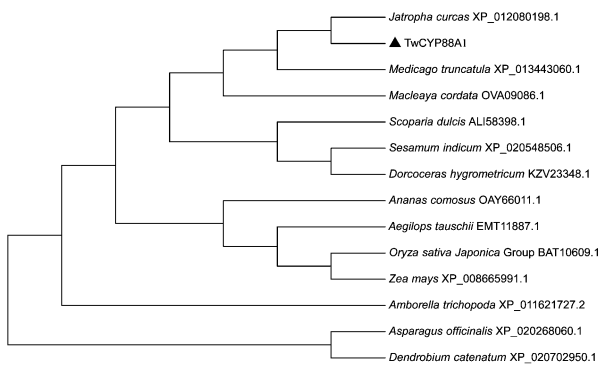 Jatropha curcas XP_012080198.1
▲ TwCYP88A1
Medicago truncatula XP_013443060.1
Macleaya cordata OVA09086.1
Scoparia dulcis ALI58398.1
Sesamum indicum XP_020548506.1
Dorcoceras hygrometricum KZV23348.1
Ananas comosus OAY66011.1
Aegilops tauschii EMT11887.1
Oryza sativa Japonica Group BAT10609.1
Zea mays XP_008665991.1
Amborella trichopoda XP_011621727.2
Asparagus officinalis XP_020268060.1
Dendrobium catenatum XP_020702950.1